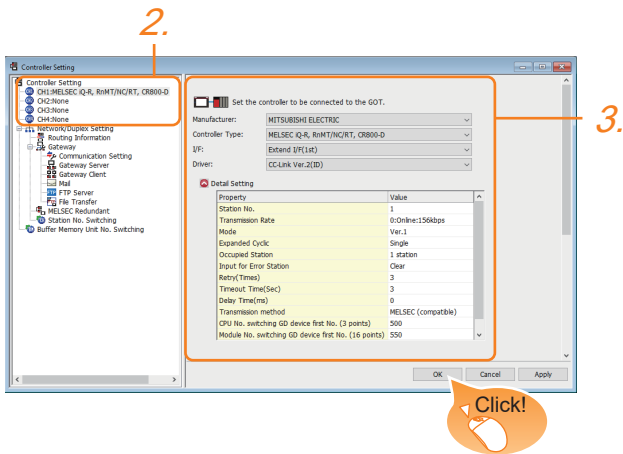 2.
Controller Setting
Controller Setting
CH1:MELSEC iQ-R, RnMT/NC/RT, CR800-D
CH2:None
CH3:None
CH4:None
Network/Duplex Setting
Routing Information
Gateway
Communication Setting
Gateway Server
Gateway Client
Mail
FTP Server
File Transfer
MELSEC Redundant
Station No. Switching
Buffer Memory Unit No. Switching
Set the controller to be connected to the GOT.
Manufacturer: MITSUBISHI ELECTRIC
Controller Type: MELSEC iQ-R, RnMT/NC/RT, CR800-D
I/F: Extend I/F(1st)
Driver: CC-Link Ver.2(ID)
Detail Setting
Property Value
Station No. 1
Transmission Rate 0:Online:156kbps
Mode Ver.1
Expanded Cyclic Single
Occupied Station 1 station
Input for Error Station Clear
Retry(Times) 3
Timeout Time(Sec) 3
Delay Time(ms) 0
Transmission method MELSEC (compatible)
CPU No. switching GD device first No. (3 points) 500
Module No. switching GD device first No. (16 points) 550
3.
OK Cancel Apply
Click!